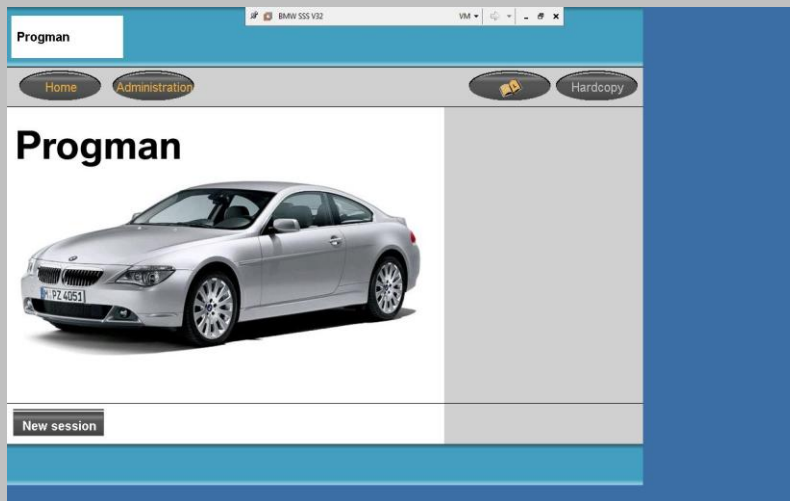 BMW SSS V32
VM
Progman
Home
Administration
Hardcopy
Progman
M PZ 4051
New session